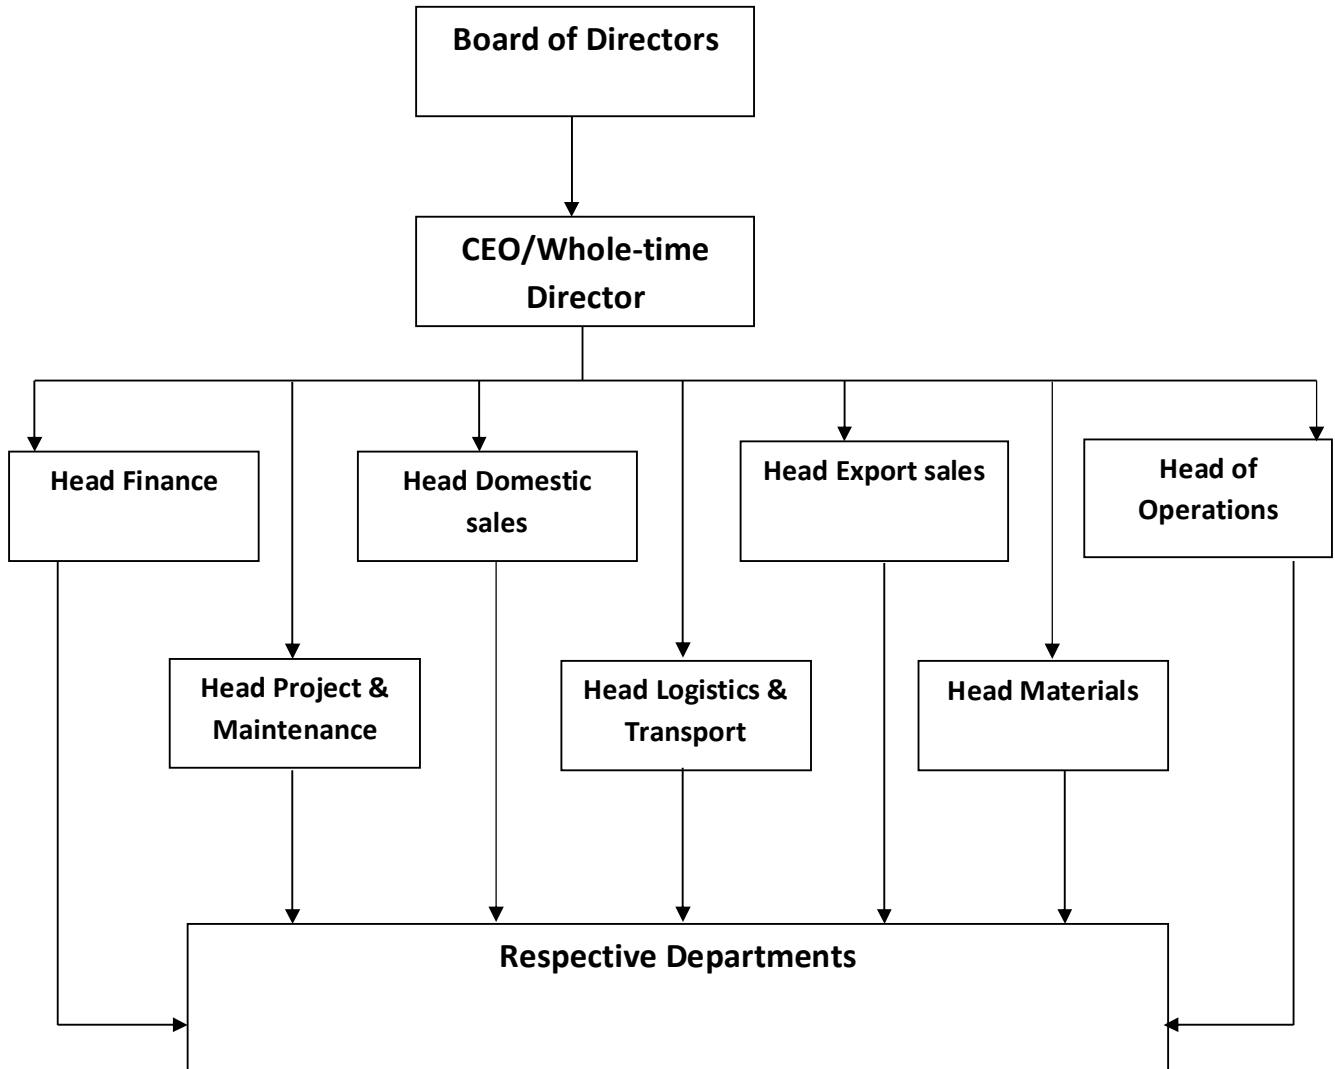 Board of Directors
CEO/Whole-time
Director
Head Finance
Head Domestic
sales
Head Export sales
Head of
Operations
Head Project &
Maintenance
Head Logistics &
Transport
Head Materials
Respective Departments